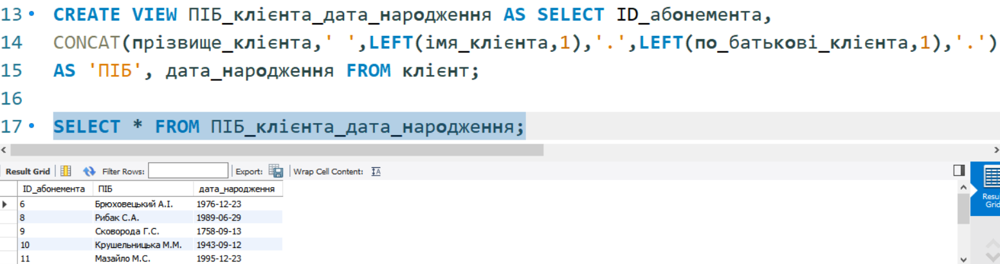 13 CREATE VIEW ПІБ_клієнта_дата_народження AS SELECT ID_абонемента,
14 CONCAT(прізвище_клієнта,' ',LEFT(імя_клієнта,1),'.',LEFT(по_батькові_клієнта,1),'.')
15 AS 'ПІБ', дата_народження FROM клієнт;
16
17 SELECT * FROM ПІБ_клієнта_дата_народження;
Result Grid Filter Rows: Export: Wrap Cell Content: IA
ID_абонемента ПІБ дата_народження
6 Брюховецький А.І. 1976-12-23
8 Рибак С.А. 1989-06-29
9 Сковорода Г.С. 1758-09-13
10 Крушельницька М.М. 1943-09-12
11 Мазайло М.С. 1995-12-23
Resul
Grid